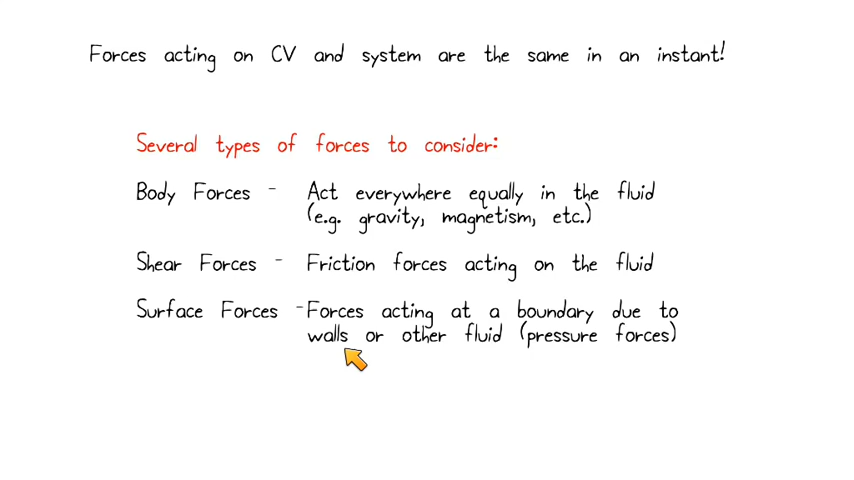 Forces acting on CV and system are the same in an instant!
Several types of forces to consider:
Body Forces - Act everywhere equally in the fluid
(e.g. gravity, magnetism, etc.)
Shear Forces - Friction forces acting on the fluid
Surface Forces - Forces acting at a boundary due to
walls or other fluid (pressure forces)